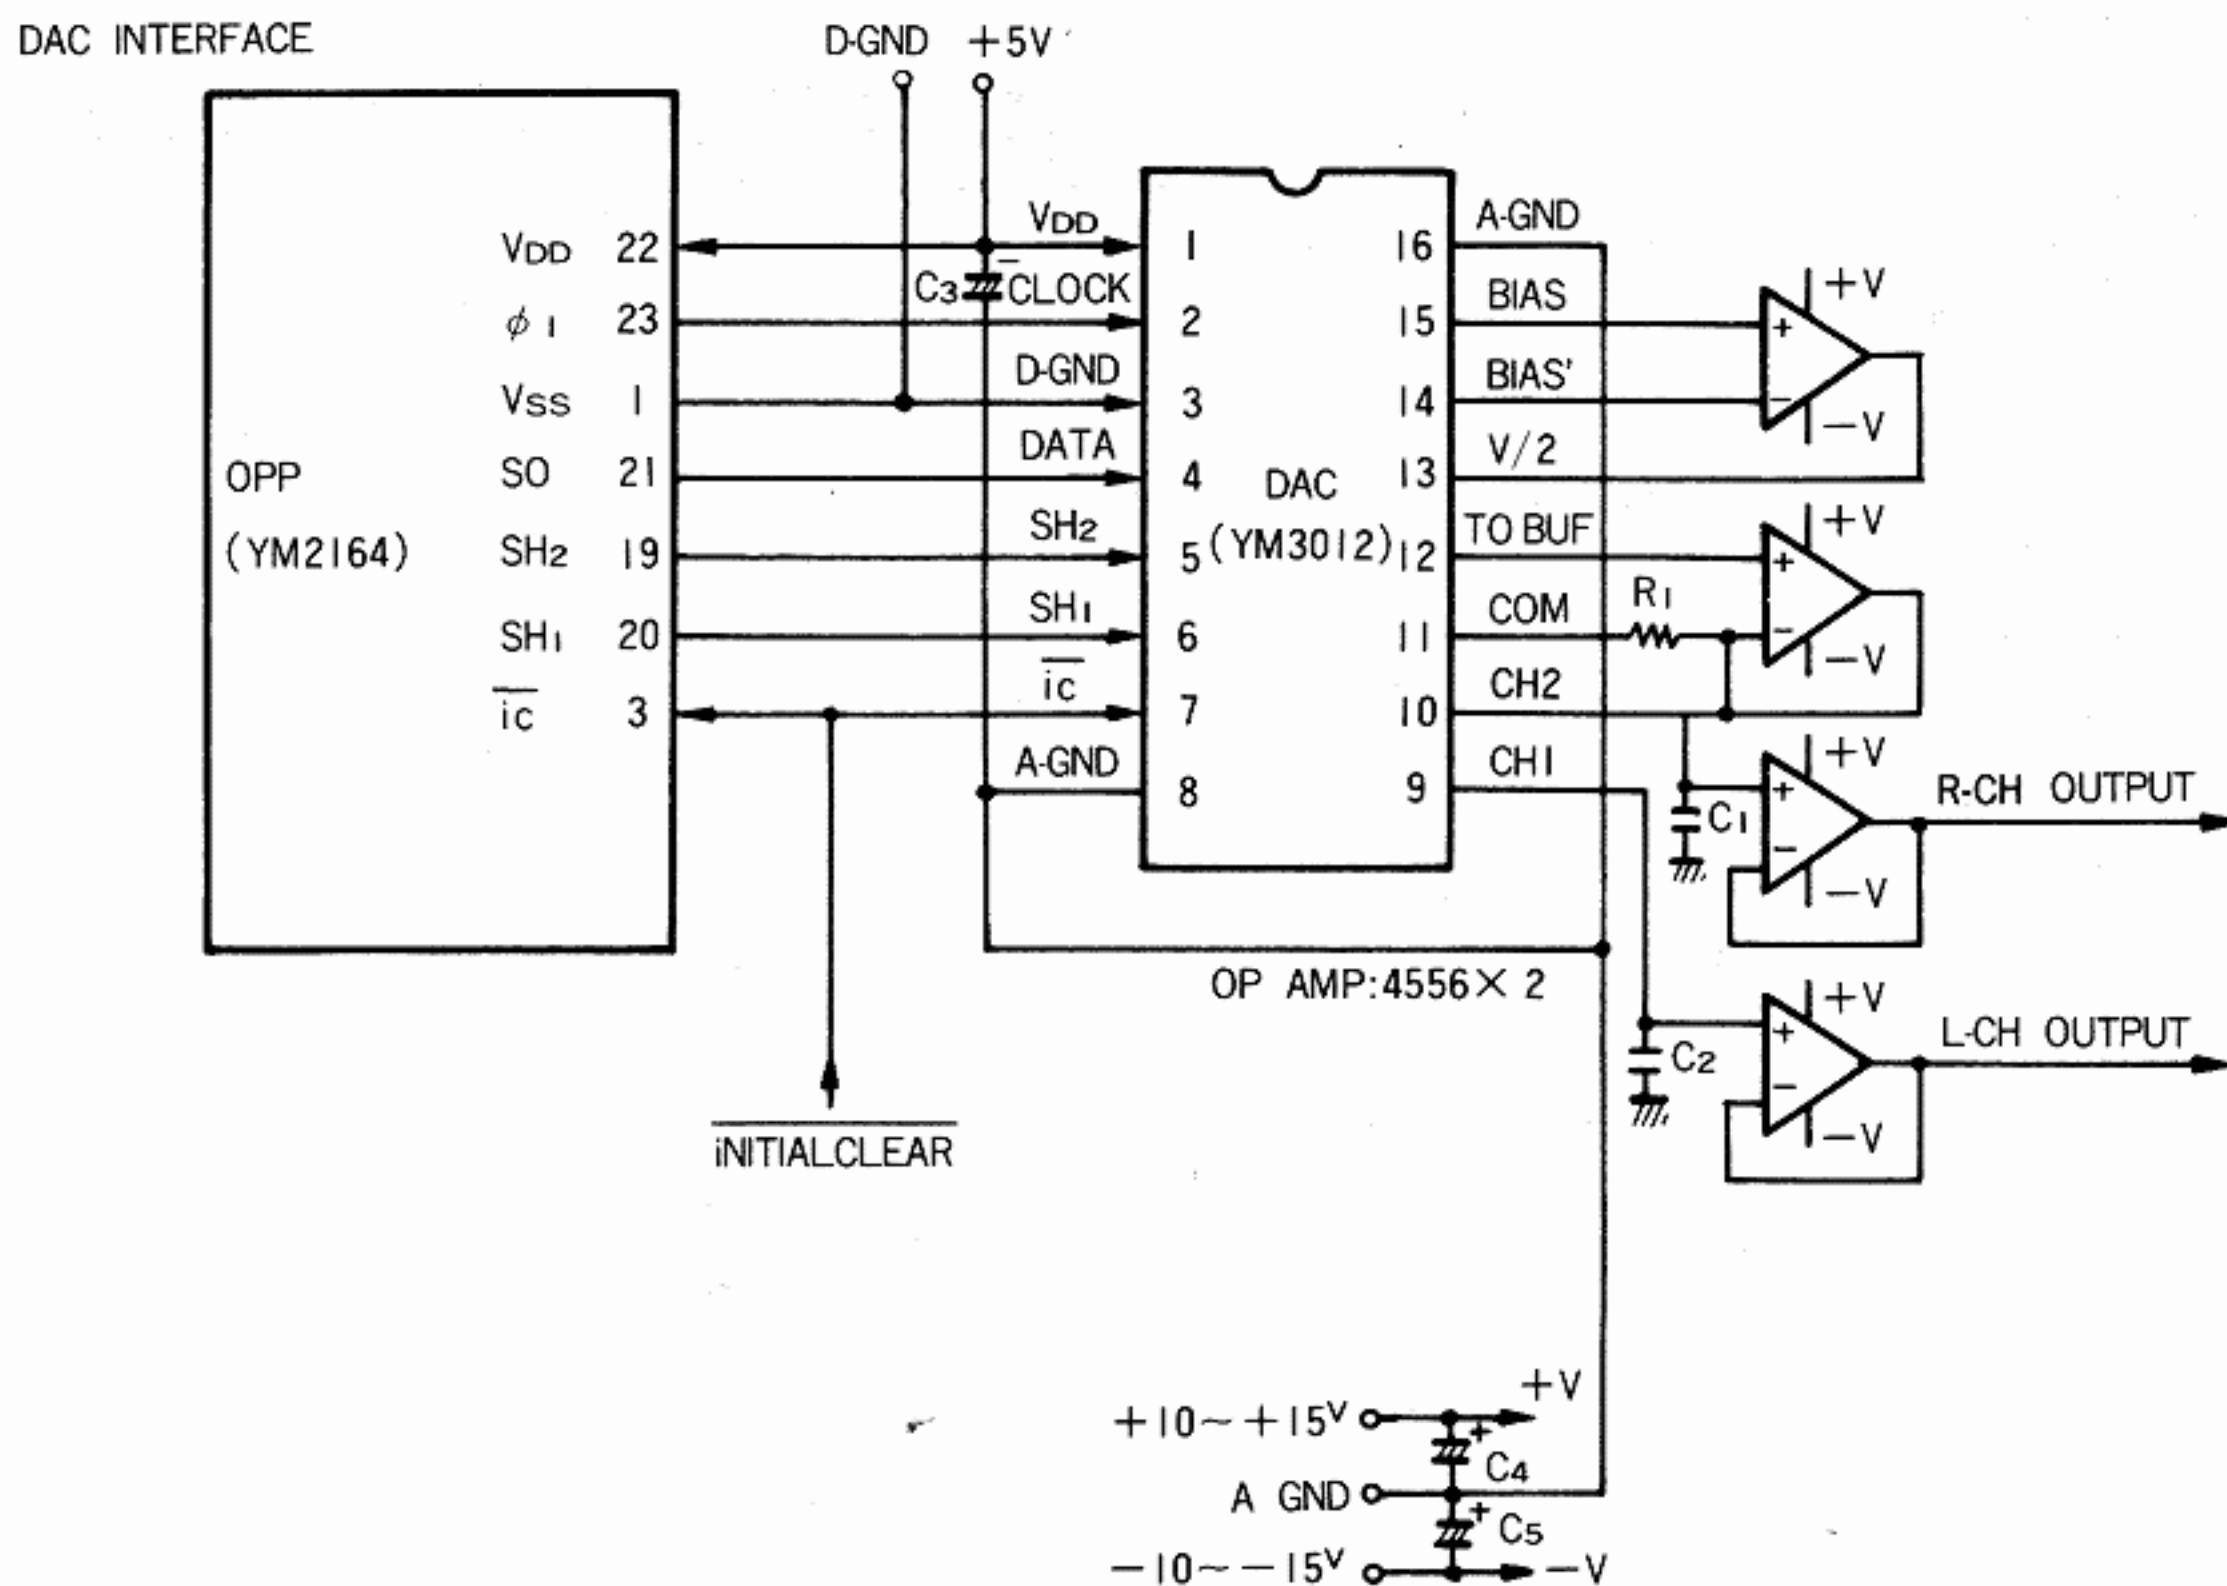 DAC INTERFACE
D-GND +5V
VDD 22
φ1 23
VSS 1
SO 21
SH2 19
SH1 20
ic 3
OPP
(YM2164)
VDD
C3
CLOCK
D-GND
DATA
SH2
SH1
ic
A-GND
1
2
3
4
5
6
7
8
DAC
(YM3012)
16
15
14
13
12
11
10
9
A-GND
BIAS
BIAS'
V/2
TO BUF
COM
CH2
CH1
R1
+V
+
−
−V
+V
+
−
−V
+V
+
C1
−
−V
R-CH OUTPUT
+V
+
C2
−
−V
L-CH OUTPUT
OP AMP:4556×2
iNITIALCLEAR
+V
+10~+15V
+
C4
A GND
+
C5
−10~−15V
−V